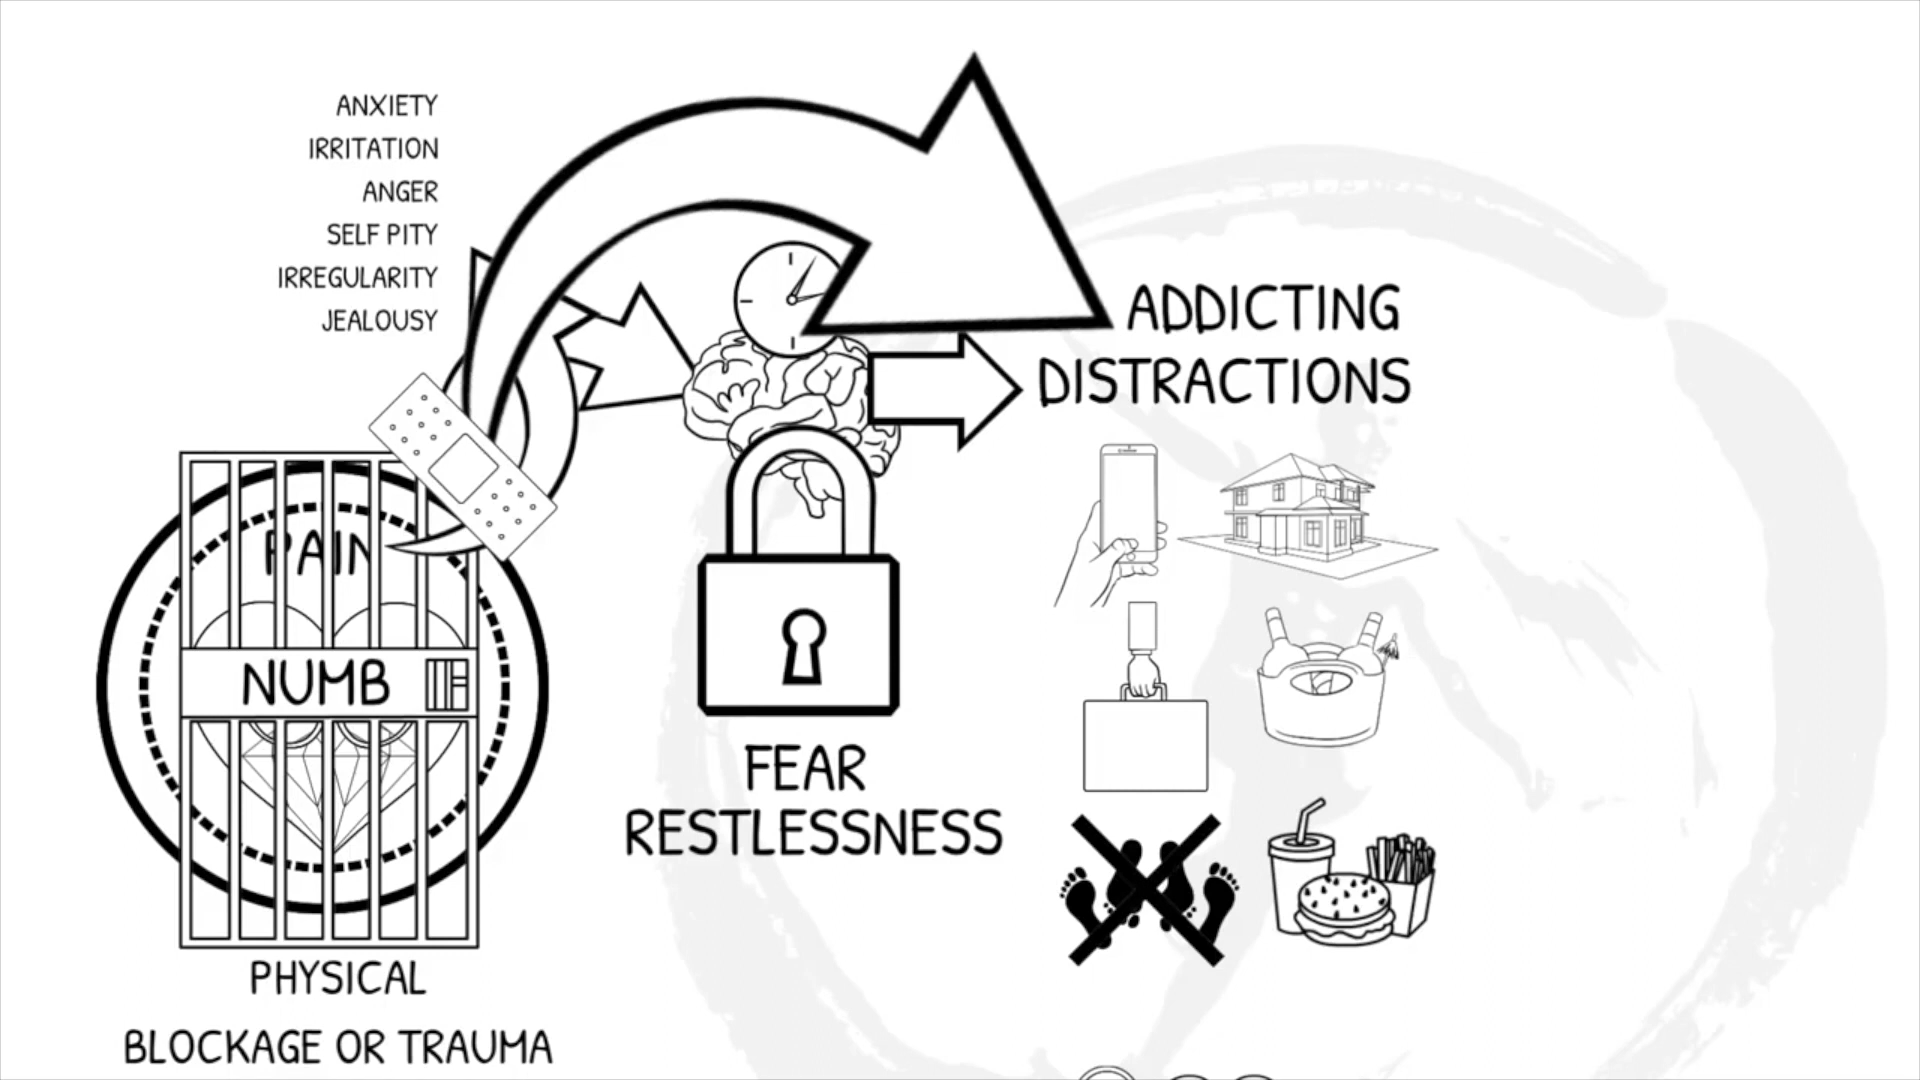 ANXIETY
IRRITATION
ANGER
SELF PITY
IRREGULARITY
JEALOUSY
ADDICTING
DISTRACTIONS
PAIN
NUMB
FEAR
RESTLESSNESS
PHYSICAL
BLOCKAGE OR TRAUMA